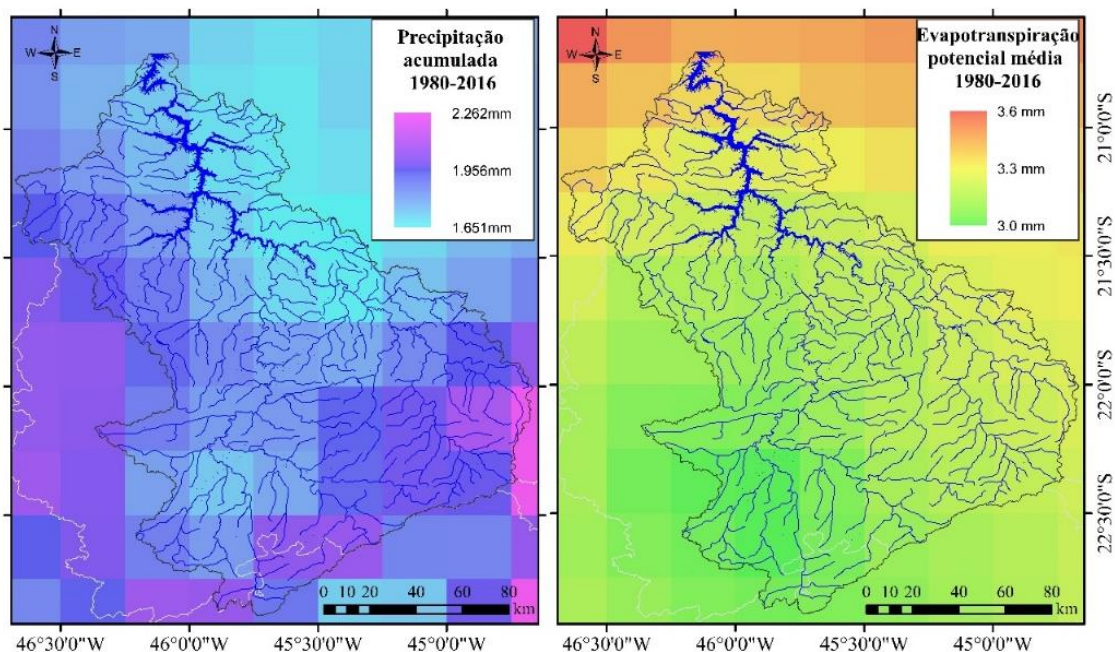 N
W E
S
Precipitação
acumulada
1980-2016
2.262mm
1.956mm
1.651mm
0 10 20 40 60 80
km
46°30'0"W 46°0'0"W 45°30'0"W 45°0'0"W
N
W E
S
Evapotranspiração
potencial média
1980-2016
3.6 mm
3.3 mm
3.0 mm
21°0'0"S
21°30'0"S
22°0'0"S
22°30'0"S
0 10 20 40 60 80
km
46°30'0"W 46°0'0"W 45°30'0"W 45°0'0"W